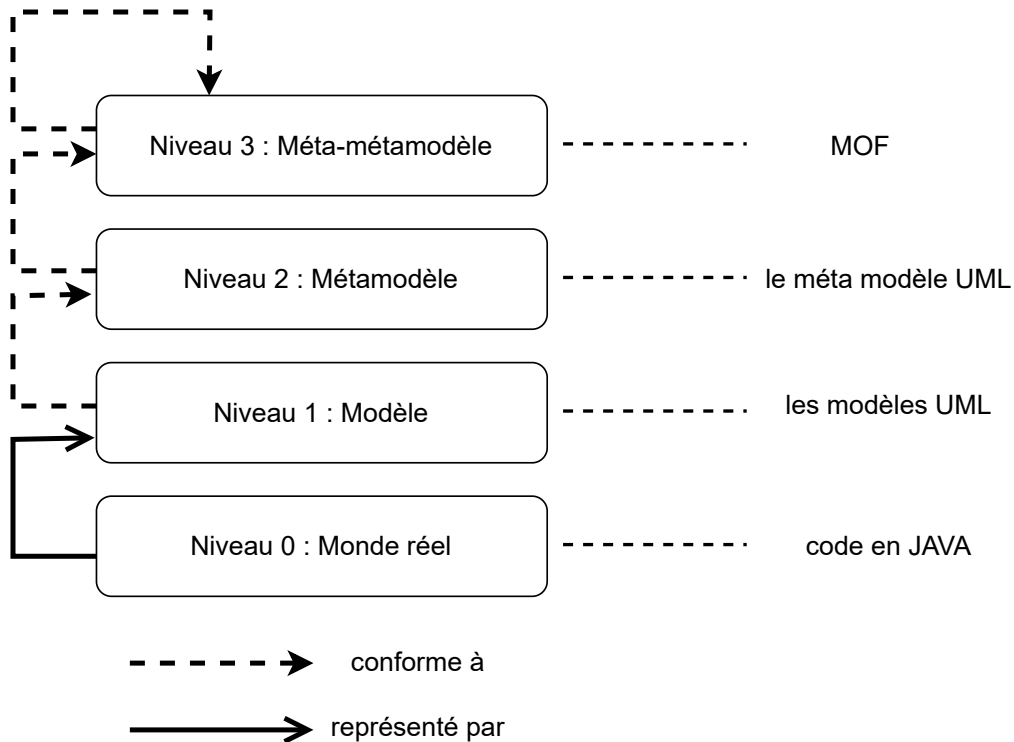 Niveau 3 : Méta-métamodèle
MOF
Niveau 2 : Métamodèle
le méta modèle UML
Niveau 1 : Modèle
les modèles UML
Niveau 0 : Monde réel
code en JAVA
conforme à
représenté par